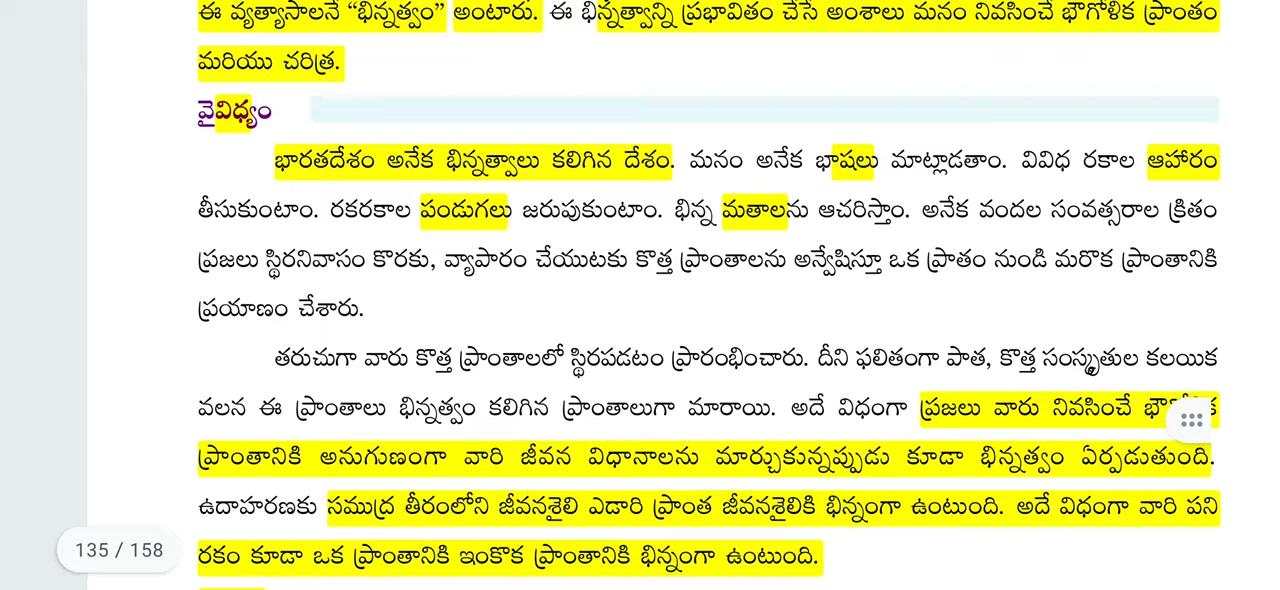 ఈ వ్యత్యాసాలనే “భిన్నత్వం” అంటారు. ఈ భిన్నత్వాన్ని ప్రభావితం చేసే అంశాలు మనం నివసించే భౌగోళిక ప్రాంతం
మరియు చరిత్ర.
వైవిధ్యం
భారతదేశం అనేక భిన్నత్వాలు కలిగిన దేశం. మనం అనేక భాషలు మాట్లాడతాం. వివిధ రకాల ఆహారం
తీసుకుంటాం. రకరకాల పండుగలు జరుపుకుంటాం. భిన్న మతాలను ఆచరిస్తాం. అనేక వందల సంవత్సరాల క్రితం
ప్రజలు స్థిరనివాసం కొరకు, వ్యాపారం చేయుటకు కొత్త ప్రాంతాలను అన్వేషిస్తూ ఒక ప్రాతం నుండి మరొక ప్రాంతానికి
ప్రయాణం చేశారు.
తరుచుగా వారు కొత్త ప్రాంతాలలో స్థిరపడటం ప్రారంభించారు. దీని ఫలితంగా పాత, కొత్త సంస్కృతుల కలయిక
వలన ఈ ప్రాంతాలు భిన్నత్వం కలిగిన ప్రాంతాలుగా మారాయి. అదే విధంగా ప్రజలు వారు నివసించే
ప్రాంతానికి అనుగుణంగా వారి జీవన విధానాలను మార్చుకున్నప్పుడు కూడా భిన్నత్వం ఏర్పడుతుంది.
ఉదాహరణకు సముద్ర తీరంలోని జీవనశైలి ఎడారి ప్రాంత జీవనశైలికి భిన్నంగా ఉంటుంది. అదే విధంగా వారి పని
రకం కూడా ఒక ప్రాంతానికి ఇంకొక ప్రాంతానికి భిన్నంగా ఉంటుంది.
135 / 158